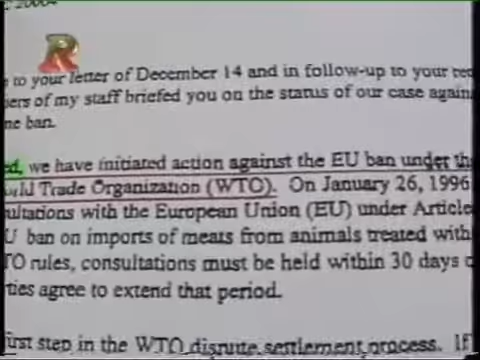 R
to your letter of December 14 and in follow-up to your rec
ers of my staff briefed you on the status of our case again
ne ban.
ed, we have initiated action against the EU ban under th
orld Trade Organization (WTO). On January 26, 1996
ultations with the European Union (EU) under Article
U ban on imports of meats from animals treated with
TO rules, consultations must be held within 30 days o
ties agree to extend that period.
first step in the WTO dispute settlement process. If